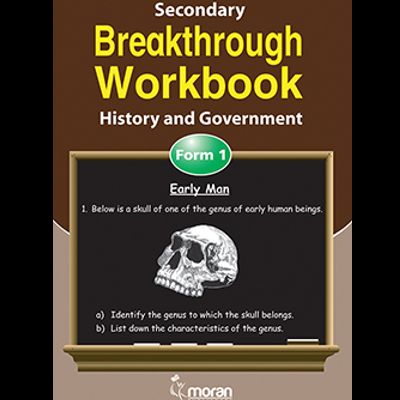 Secondary
Breakthrough
Workbook
History and Government
Form 1
Early Man
1. Below is a skull of one of the genus of early human beings.
a) Identify the genus to which the skull belongs.
b) List down the characteristics of the genus.
moran